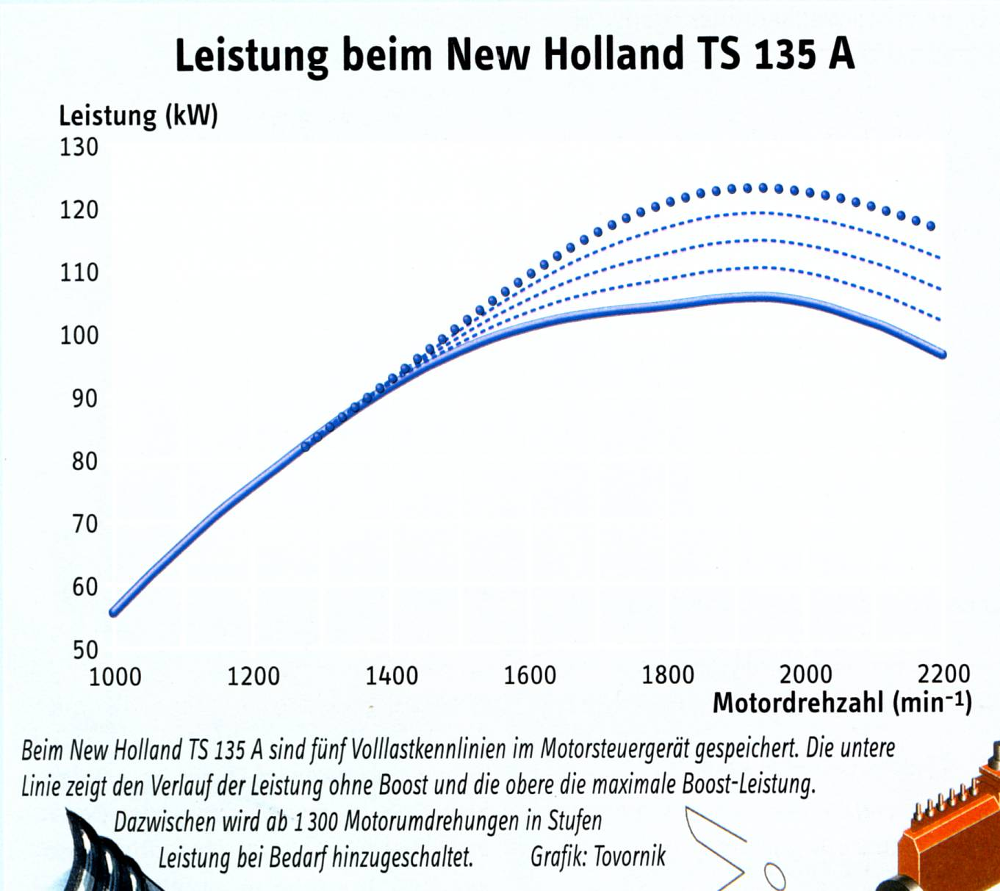 Leistung beim New Holland TS 135 A
Leistung (kW)
130
120
110
100
90
80
70
60
50
1000 1200 1400 1600 1800 2000 2200
Motordrehzahl (min⁻¹)
Beim New Holland TS 135 A sind fünf Volllastkennlinien im Motorsteuergerät gespeichert. Die untere
Linie zeigt den Verlauf der Leistung ohne Boost und die obere die maximale Boost-Leistung.
Dazwischen wird ab 1300 Motorumdrehungen in Stufen
Leistung bei Bedarf hinzugeschaltet. Grafik: Tovornik